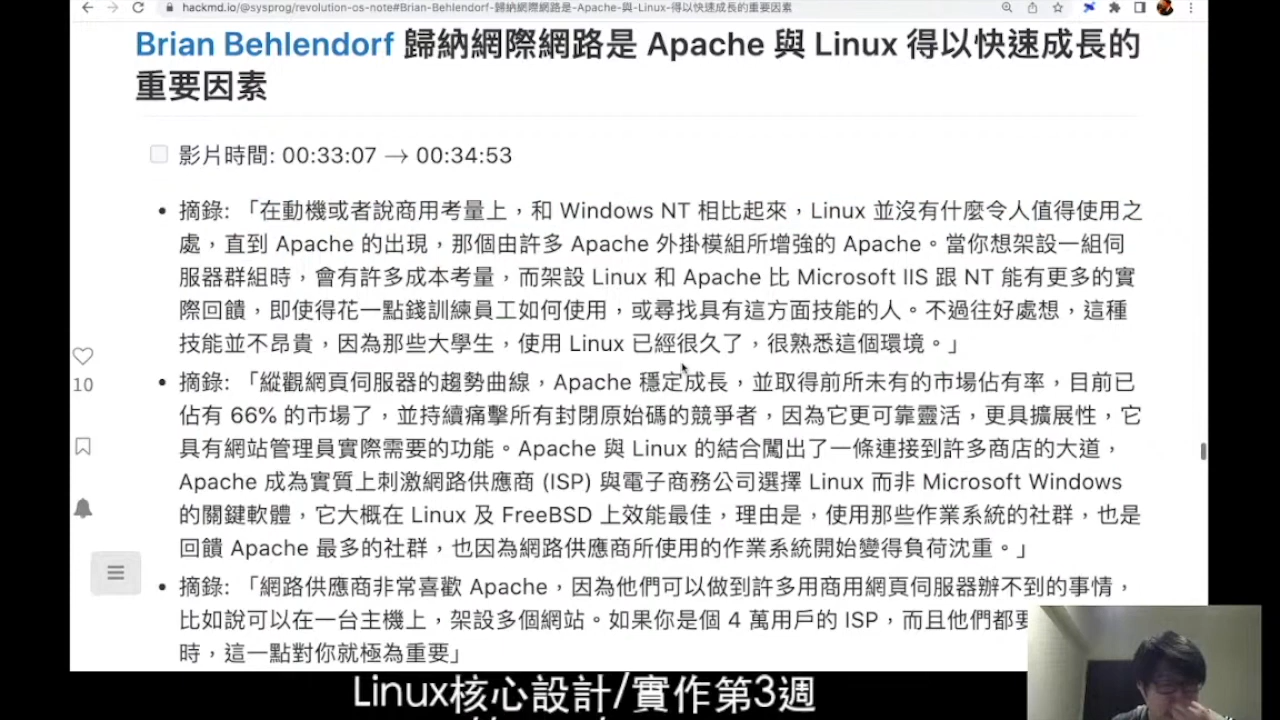 hackmd.io/@sysprog/revolution-os-note#Brian-Behlendorf-歸納網際網路是-Apache-與-Linux-得以快速成長的重要因素
Brian Behlendorf 歸納網際網路是 Apache 與 Linux 得以快速成長的
重要因素
影片時間: 00:33:07 → 00:34:53
• 摘錄: 「在動機或者說商用考量上，和 Windows NT 相比起來，Linux 並沒有什麼令人值得使用之
處，直到 Apache 的出現，那個由許多 Apache 外掛模組所增強的 Apache。當你想架設一組伺
服器群組時，會有許多成本考量，而架設 Linux 和 Apache 比 Microsoft IIS 跟 NT 能有更多的實
際回饋，即使得花一點錢訓練員工如何使用，或尋找具有這方面技能的人。不過往好處想，這種
技能並不昂貴，因為那些大學生，使用 Linux 已經很久了，很熟悉這個環境。」
10
• 摘錄: 「縱觀網頁伺服器的趨勢曲線，Apache 穩定成長，並取得前所未有的市場佔有率，目前已
佔有 66% 的市場了，並持續痛擊所有封閉原始碼的競爭者，因為它更可靠靈活，更具擴展性，它
具有網站管理員實際需要的功能。Apache 與 Linux 的結合闖出了一條連接到許多商店的大道，
Apache 成為實質上刺激網路供應商 (ISP) 與電子商務公司選擇 Linux 而非 Microsoft Windows
的關鍵軟體，它大概在 Linux 及 FreeBSD 上效能最佳，理由是，使用那些作業系統的社群，也是
回饋 Apache 最多的社群，也因為網路供應商所使用的作業系統開始變得負荷沈重。」
• 摘錄: 「網路供應商非常喜歡 Apache，因為他們可以做到許多用商用網頁伺服器辦不到的事情，
比如說可以在一台主機上，架設多個網站。如果你是個 4 萬用戶的 ISP，而且他們都要
時，這一點對你就極為重要」
Linux核心設計/實作第3週